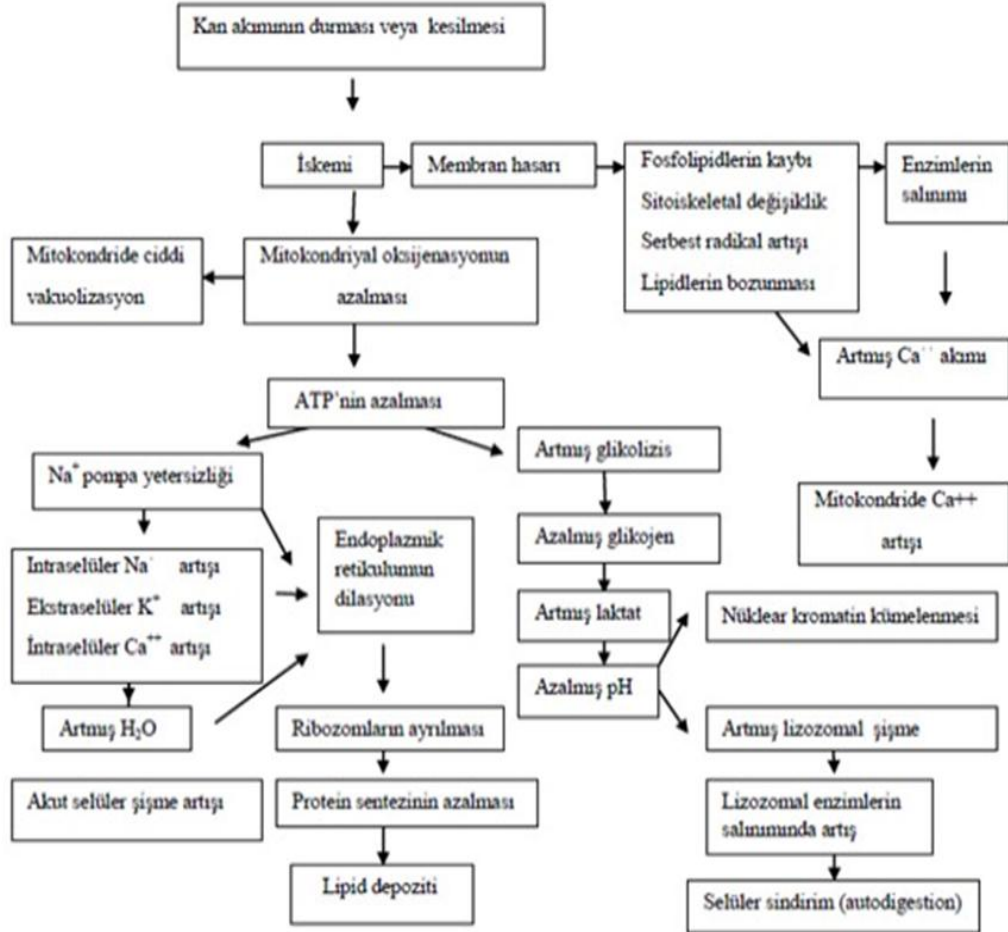 Kan akımının durması veya kesilmesi
İskemi
Membran hasarı
Fosfolipidlerin kaybı
Sitoiskeletal değişiklik
Serbest radikal artışı
Lipidlerin bozunması
Enzimlerin
salınımı
Mitokondride ciddi
vakuolizasyon
Mitokondriyal oksijenasyonun
azalması
Artmış Ca⁺⁺ akımı
ATP'nin azalması
Na⁺ pompa yetersizliği
Artmış glikolizis
Mitokondride Ca++
artışı
Endoplazmik
retikulumun
dilasyonu
Azalmış glikojen
İntraselüler Na⁺ artışı
Ekstraselüler K⁺ artışı
İntraselüler Ca⁺⁺ artışı
Artmış laktat
Nüklear kromatin kümelenmesi
Azalmış pH
Artmış H₂O
Ribozomların ayrılması
Artmış lizozomal şişme
Akut selüler şişme artışı
Protein sentezinin azalması
Lizozomal enzimlerin
salınımında artış
Lipid depoziti
Selüler sindirim (autodigestion)